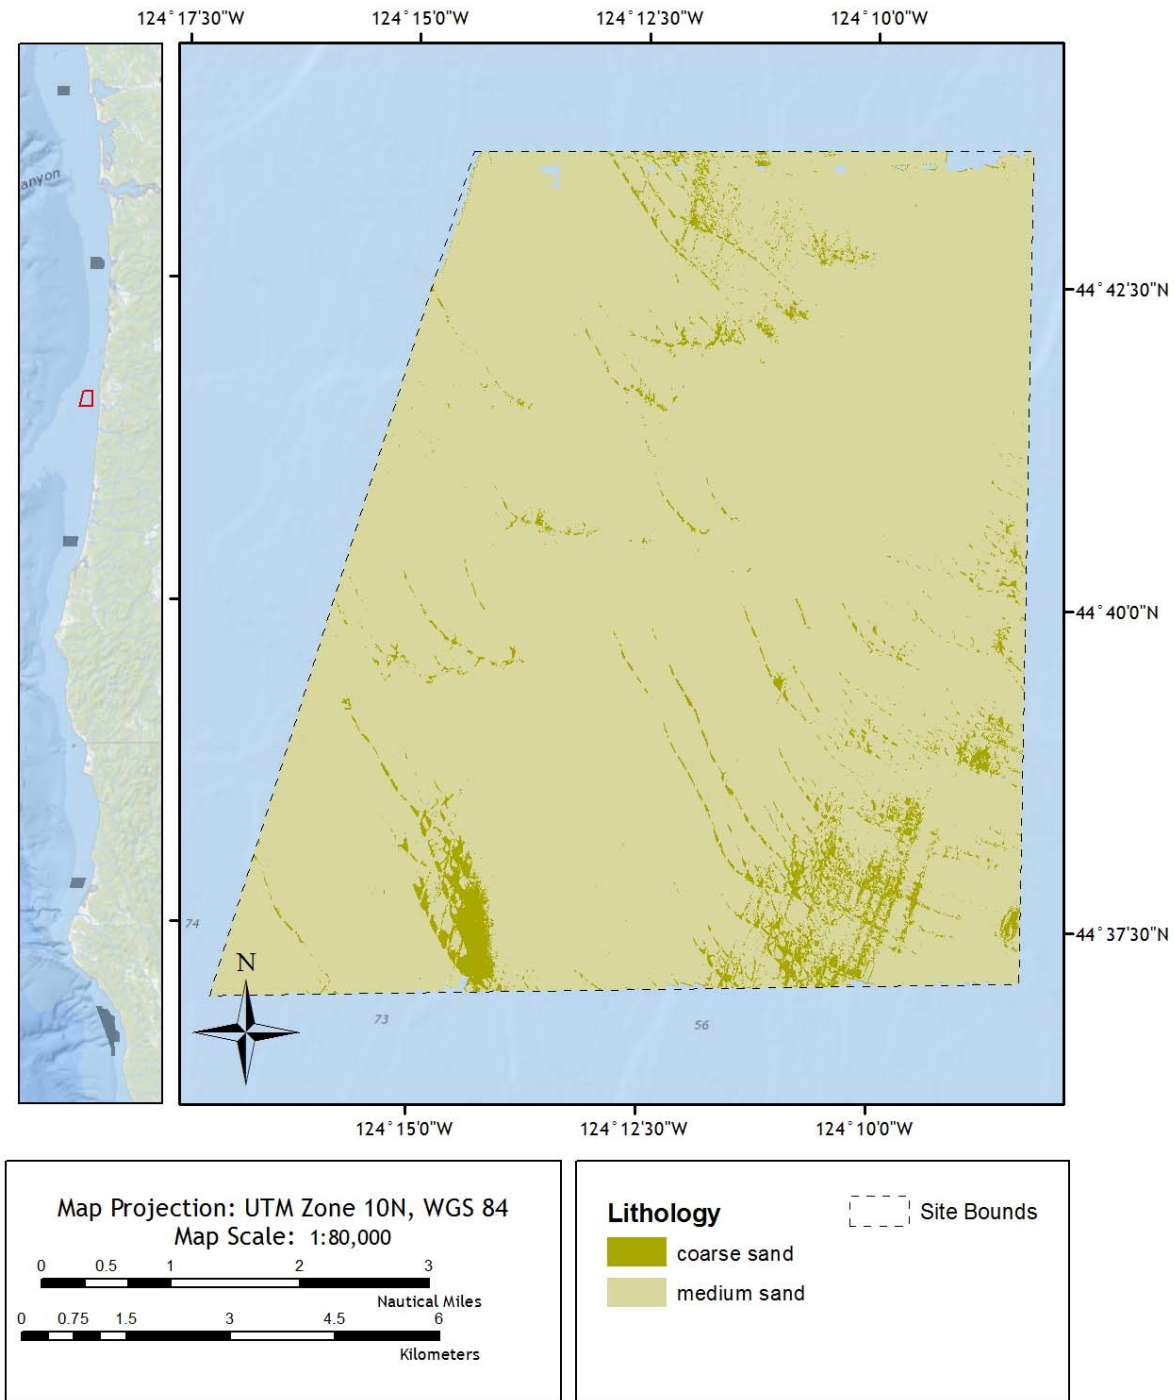 124°17'30"W 124°15'0"W 124°12'30"W 124°10'0"W
anyon
44°42'30"N
44°40'0"N
44°37'30"N
74
N
73
56
124°15'0"W 124°12'30"W 124°10'0"W
Map Projection: UTM Zone 10N, WGS 84
Map Scale: 1:80,000
0 0.5 1 2 3
Nautical Miles
0 0.75 1.5 3 4.5 6
Kilometers
Lithology
Site Bounds
coarse sand
medium sand